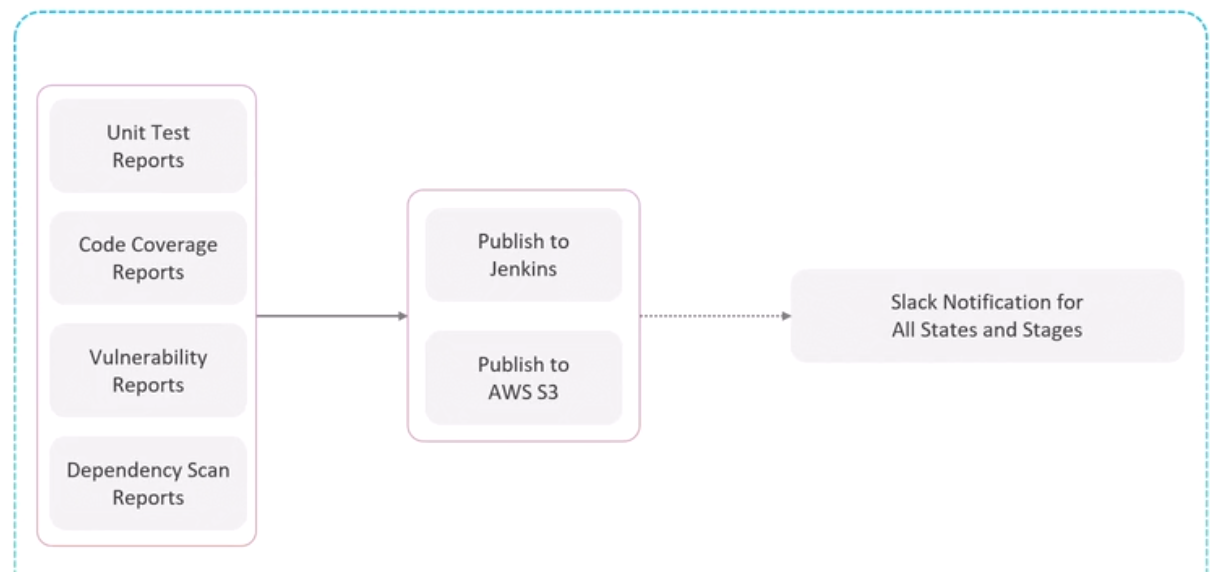 Unit Test
Reports
Code Coverage
Reports
Vulnerability
Reports
Dependency Scan
Reports
Publish to
Jenkins
Publish to
AWS S3
Slack Notification for
All States and Stages